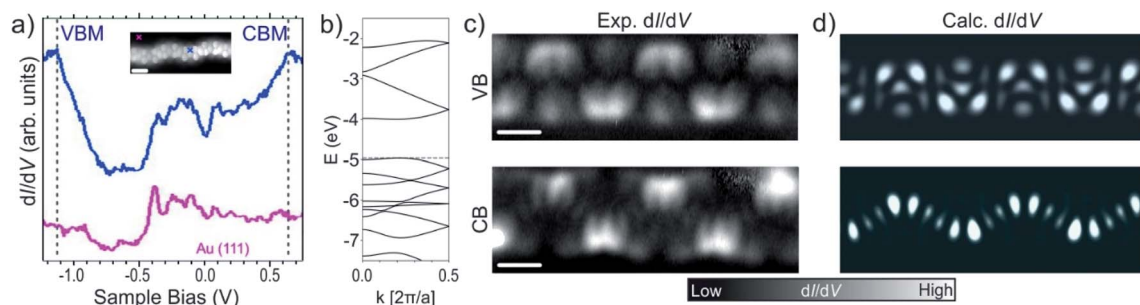 a)
VBM
CBM
dI/dV (arb. units)
Au (111)
-1.0
-0.5
0.0
0.5
Sample Bias (V)
b)
-2
-3
-4
-5
-6
-7
E (eV)
0.0
0.5
k [2π/a]
c)
Exp. dI/dV
VB
CB
d)
Calc. dI/dV
Low
dI/dV
High